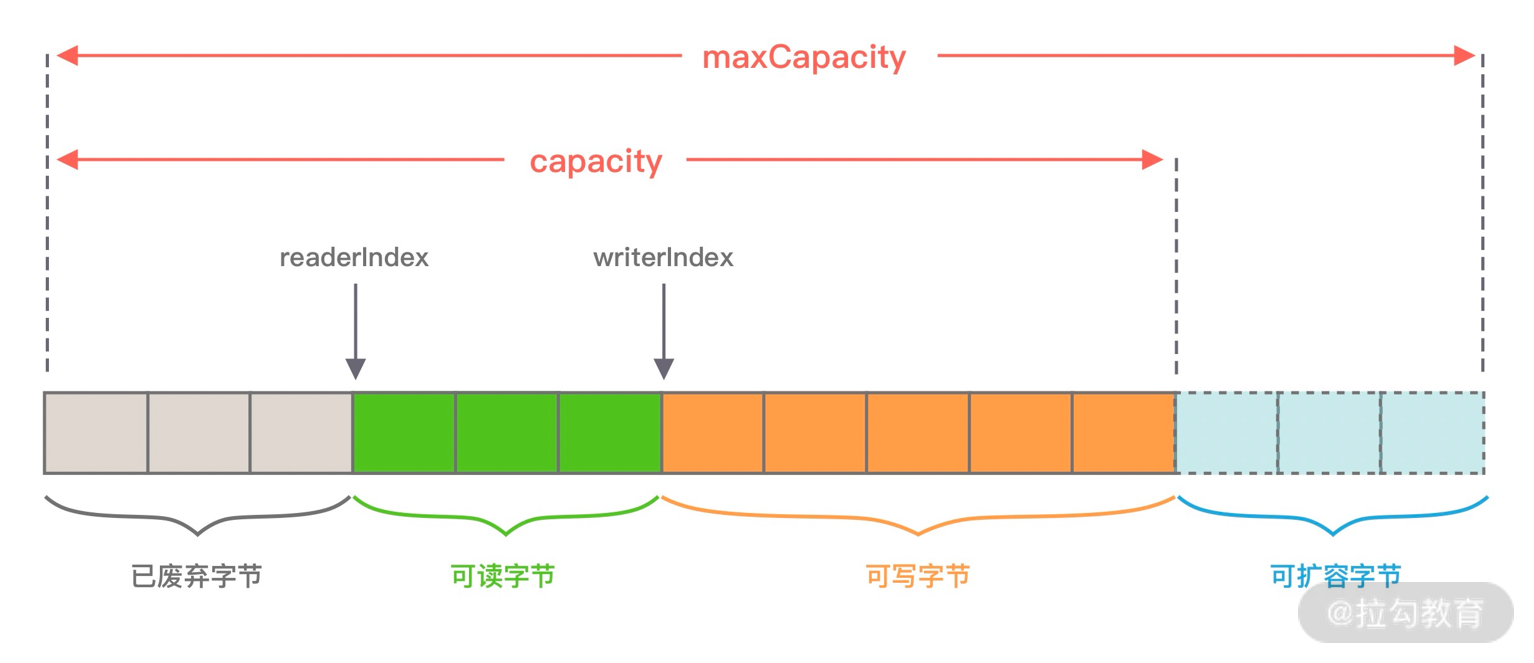 maxCapacity
capacity
readerIndex
writerIndex
已废弃字节
可读字节
可写字节
可扩容字节
@拉勾教育